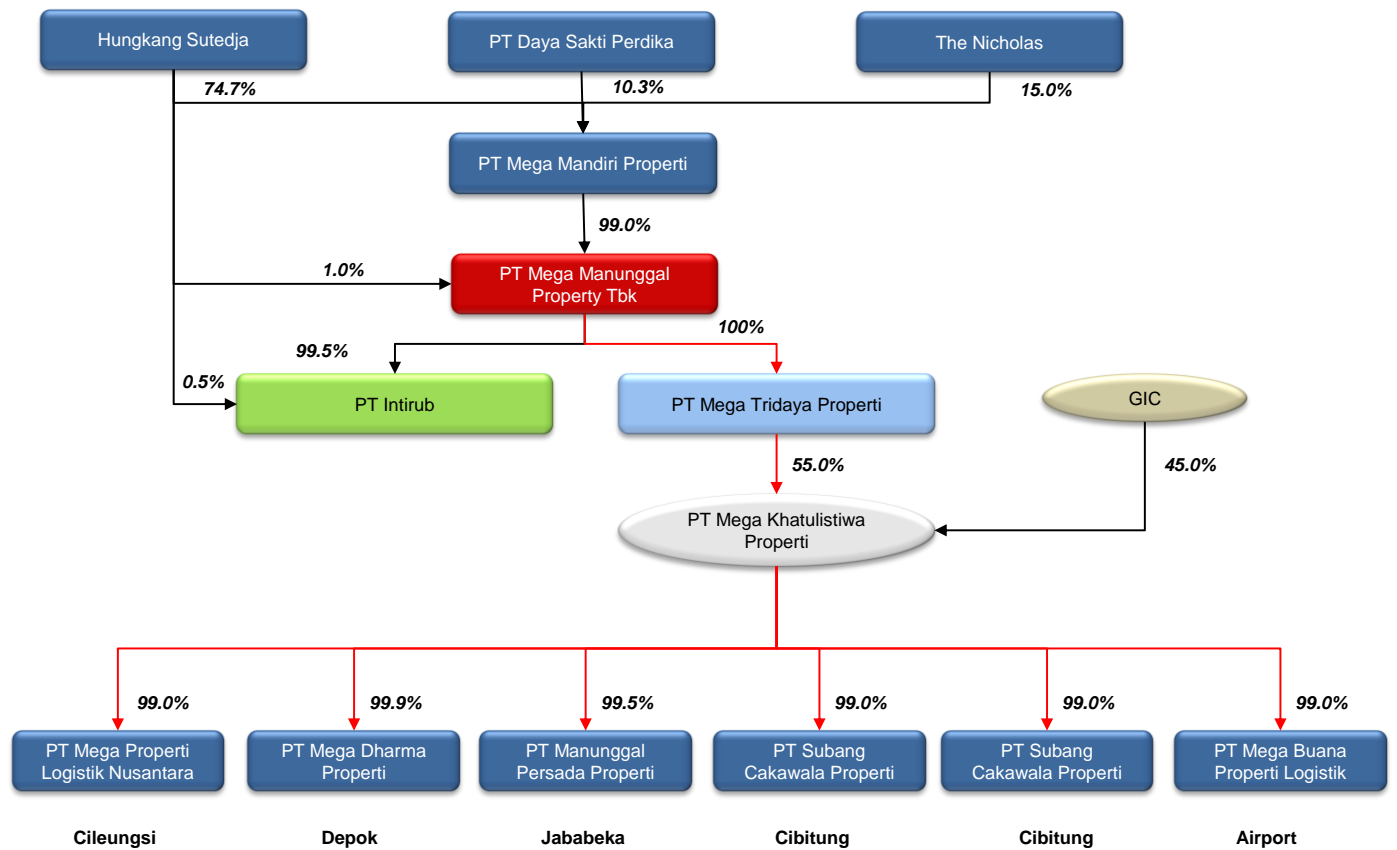 Hungkang Sutedja
PT Daya Sakti Perdika
The Nicholas
74.7%
10.3%
15.0%
PT Mega Mandiri Properti
99.0%
1.0%
PT Mega Manunggal
Property Tbk
100%
99.5%
0.5%
PT Intirub
PT Mega Tridaya Properti
GIC
55.0%
45.0%
PT Mega Khatulistiwa
Properti
99.0%
99.9%
99.5%
99.0%
99.0%
99.0%
PT Mega Properti
Logistik Nusantara
PT Mega Dharma
Properti
PT Manunggal
Persada Properti
PT Subang
Cakawala Properti
PT Subang
Cakawala Properti
PT Mega Buana
Properti Logistik
Cileungsi
Depok
Jababeka
Cibitung
Cibitung
Airport